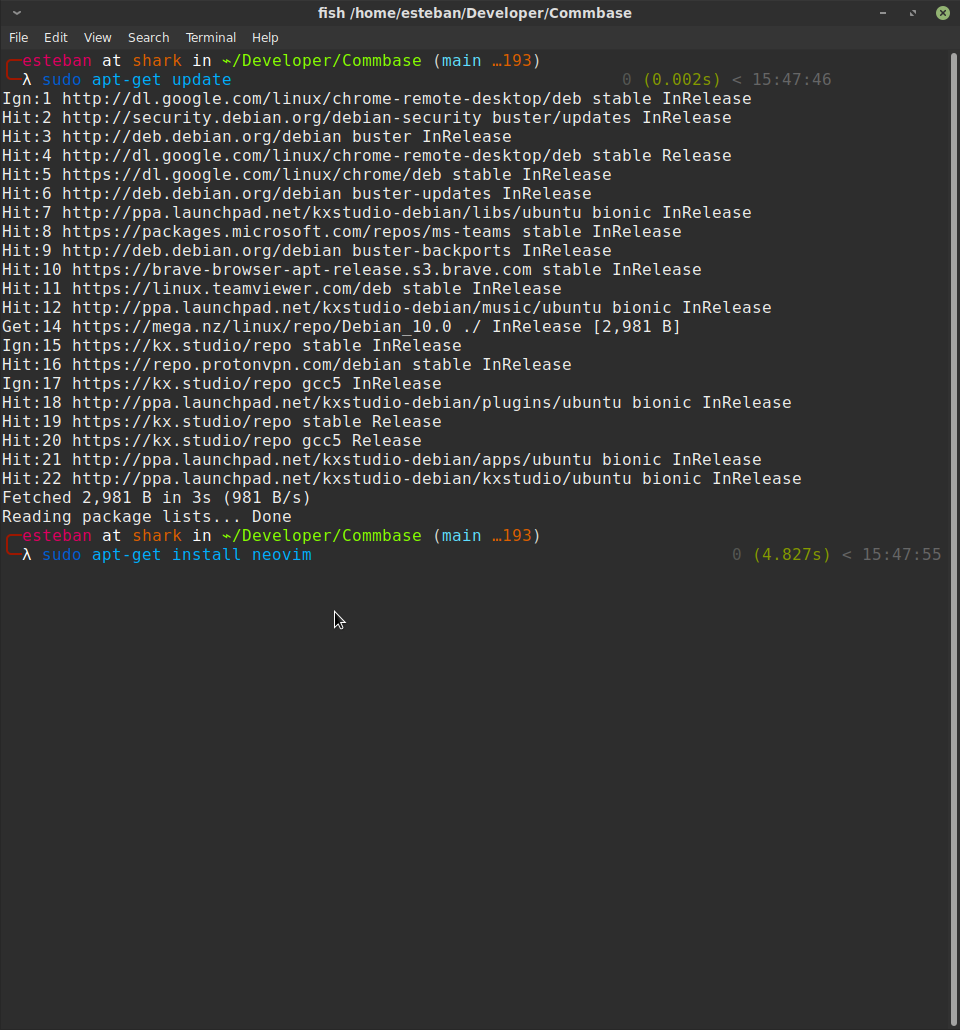 fish /home/esteban/Developer/Commbase
File Edit View Search Terminal Help
esteban at shark in ~/Developer/Commbase (main …193)
λ sudo apt-get update 0 (0.002s) < 15:47:46
Ign:1 http://dl.google.com/linux/chrome-remote-desktop/deb stable InRelease
Hit:2 http://security.debian.org/debian-security buster/updates InRelease
Hit:3 http://deb.debian.org/debian buster InRelease
Hit:4 http://dl.google.com/linux/chrome-remote-desktop/deb stable Release
Hit:5 https://dl.google.com/linux/chrome/deb stable InRelease
Hit:6 http://deb.debian.org/debian buster-updates InRelease
Hit:7 http://ppa.launchpad.net/kxstudio-debian/libs/ubuntu bionic InRelease
Hit:8 https://packages.microsoft.com/repos/ms-teams stable InRelease
Hit:9 http://deb.debian.org/debian buster-backports InRelease
Hit:10 https://brave-browser-apt-release.s3.brave.com stable InRelease
Hit:11 https://linux.teamviewer.com/deb stable InRelease
Hit:12 http://ppa.launchpad.net/kxstudio-debian/music/ubuntu bionic InRelease
Get:14 https://mega.nz/linux/repo/Debian_10.0 ./ InRelease [2,981 B]
Ign:15 https://kx.studio/repo stable InRelease
Hit:16 https://repo.protonvpn.com/debian stable InRelease
Ign:17 https://kx.studio/repo gcc5 InRelease
Hit:18 http://ppa.launchpad.net/kxstudio-debian/plugins/ubuntu bionic InRelease
Hit:19 https://kx.studio/repo stable Release
Hit:20 https://kx.studio/repo gcc5 Release
Hit:21 http://ppa.launchpad.net/kxstudio-debian/apps/ubuntu bionic InRelease
Hit:22 http://ppa.launchpad.net/kxstudio-debian/kxstudio/ubuntu bionic InRelease
Fetched 2,981 B in 3s (981 B/s)
Reading package lists... Done
esteban at shark in ~/Developer/Commbase (main …193)
λ sudo apt-get install neovim 0 (4.827s) < 15:47:55